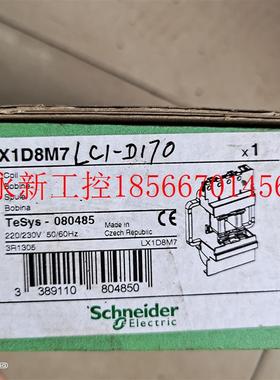 X1D8M7 LC1-D170 x1
Coil
Bobine
Spule
Bobina
TeSys - 080485
Made in
Czech Republic
CE
220/230V 50/60Hz
3R1305
LX1D8M7
新工控18566701456
3 389110 804850
Schneider
Electric